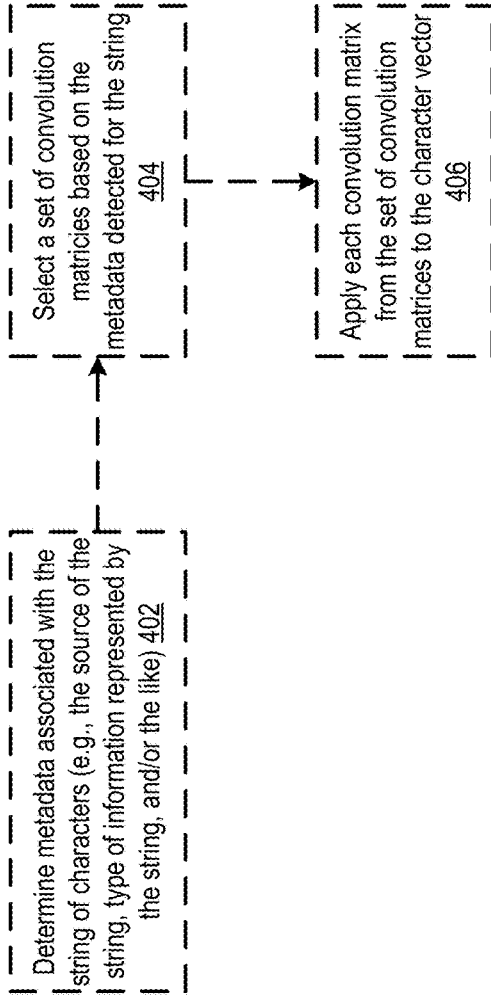 Determine metadata associated with the
string of characters (e.g., the source of the
string, type of information represented by
the string, and/or the like) 402
Select a set of convolution
matricies based on the
metadata detected for the string
404
Apply each convolution matrix
from the set of convolution
matrices to the character vector
406